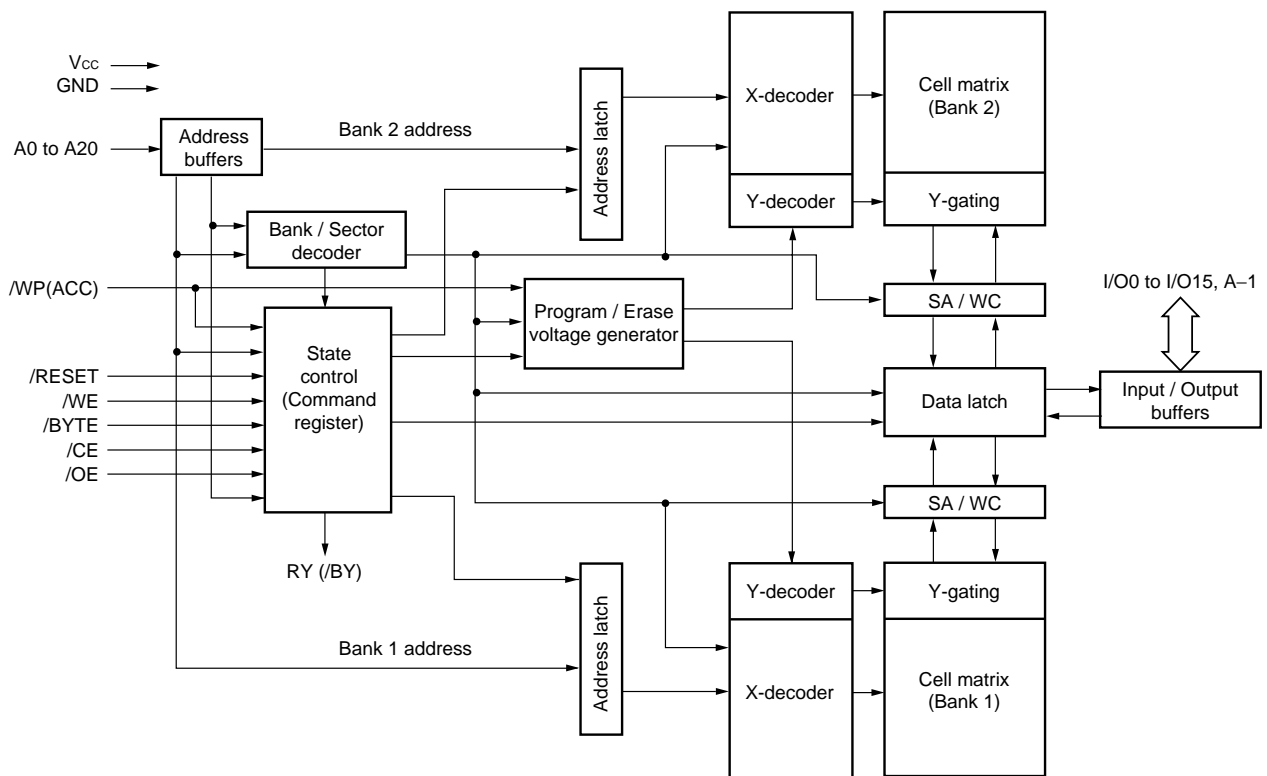 VCC
GND
A0 to A20
Address
buffers
Bank 2 address
Address latch
X-decoder
Cell matrix
(Bank 2)
Y-decoder
Y-gating
Bank / Sector
decoder
/WP(ACC)
Program / Erase
voltage generator
SA / WC
I/O0 to I/O15, A–1
State
control
(Command
register)
/RESET
/WE
/BYTE
/CE
/OE
Data latch
Input / Output
buffers
SA / WC
RY (/BY)
Bank 1 address
Address latch
Y-decoder
Y-gating
X-decoder
Cell matrix
(Bank 1)